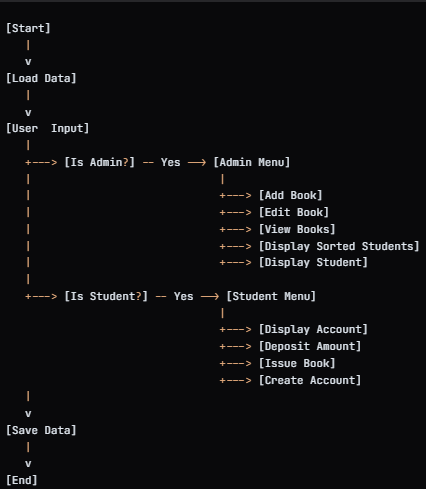 [Start]
|
v
[Load Data]
|
v
[User  Input]
|
+---> [Is Admin?] -- Yes --> [Admin Menu]
|                             |
|                             +---> [Add Book]
|                             +---> [Edit Book]
|                             +---> [View Books]
|                             +---> [Display Sorted Students]
|                             +---> [Display Student]
|
+---> [Is Student?] -- Yes --> [Student Menu]
|
+---> [Display Account]
+---> [Deposit Amount]
+---> [Issue Book]
+---> [Create Account]
|
v
[Save Data]
|
v
[End]